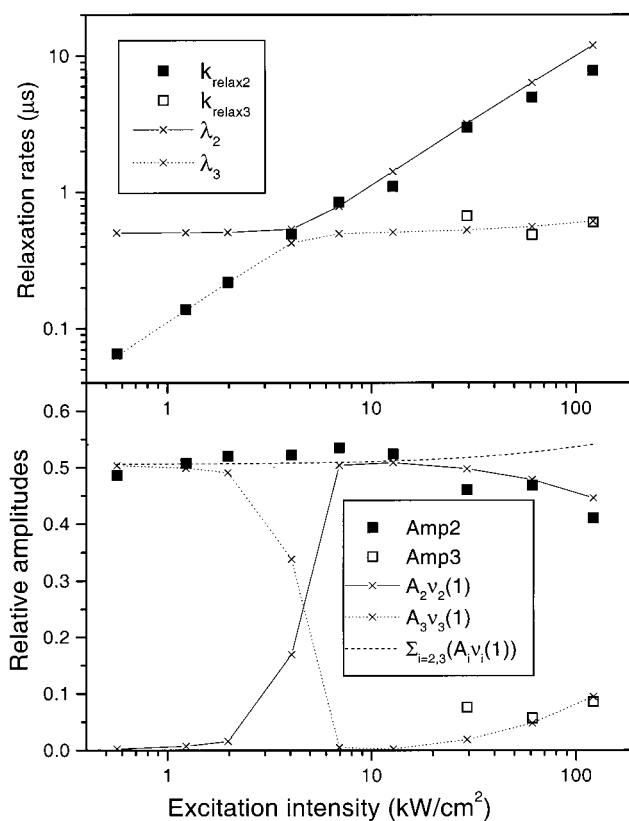 Relaxation rates (μs)
10
1
0.1
k_relax2
k_relax3
λ_2
λ_3
1
10
100
Relative amplitudes
0.6
0.5
0.4
0.3
0.2
0.1
0.0
Amp2
Amp3
A_2ν_2(1)
A_3ν_3(1)
Σ_i=2,3(A_iν_i(1))
1
10
100
Excitation intensity (kW/cm²)